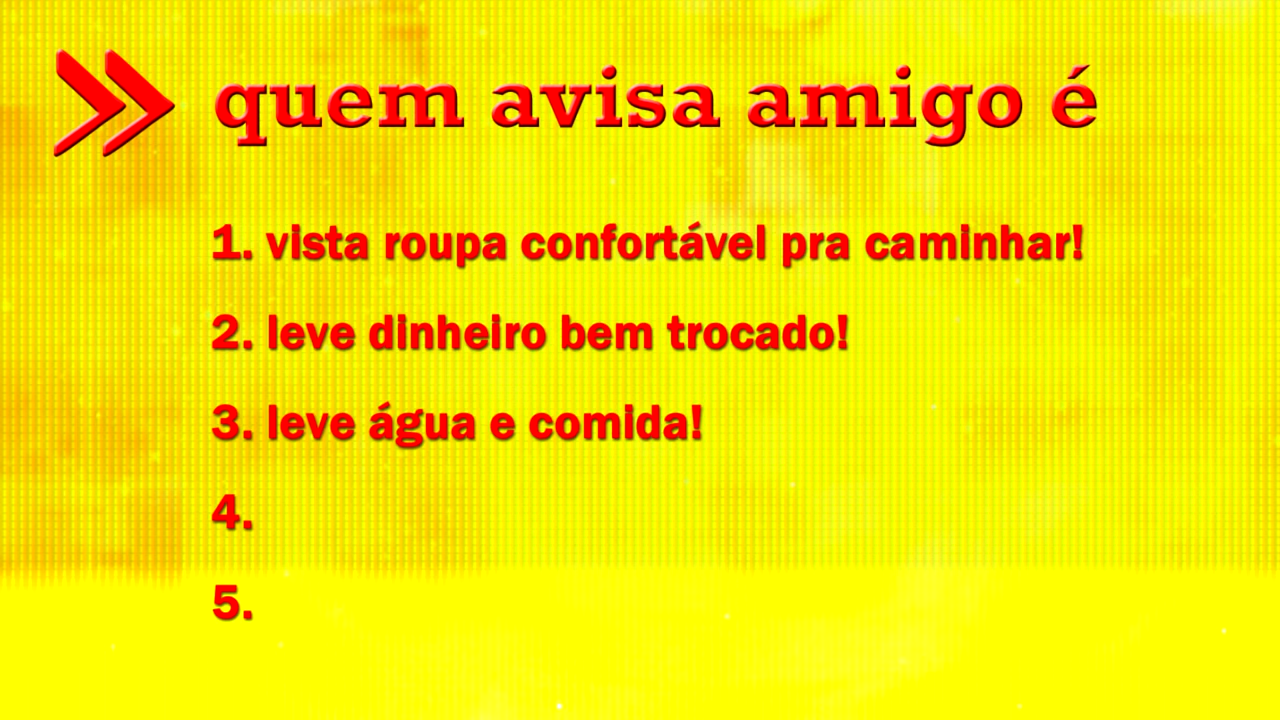 quem avisa amigo é
1. vista roupa confortável pra caminhar!
2. leve dinheiro bem trocado!
3. leve água e comida!
4.
5.